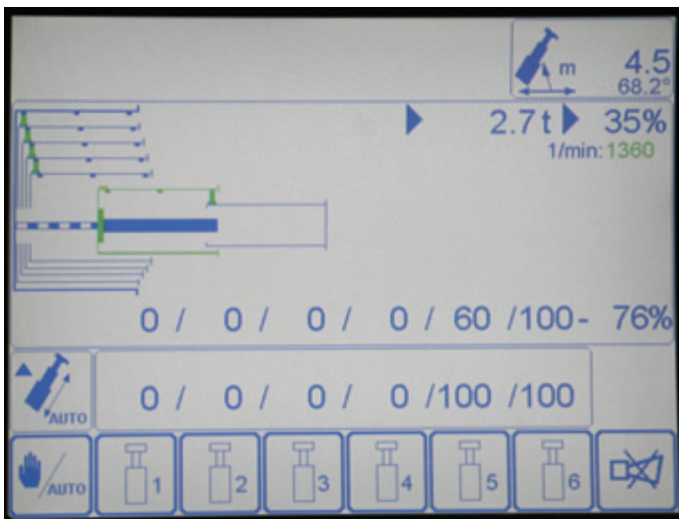 m 4.5
68.2°
2.7 t 35%
1/min: 1360
0 / 0 / 0 / 0 / 60 /100- 76%
AUTO 0 / 0 / 0 / 0 /100 /100
/AUTO 1 2 3 4 5 6